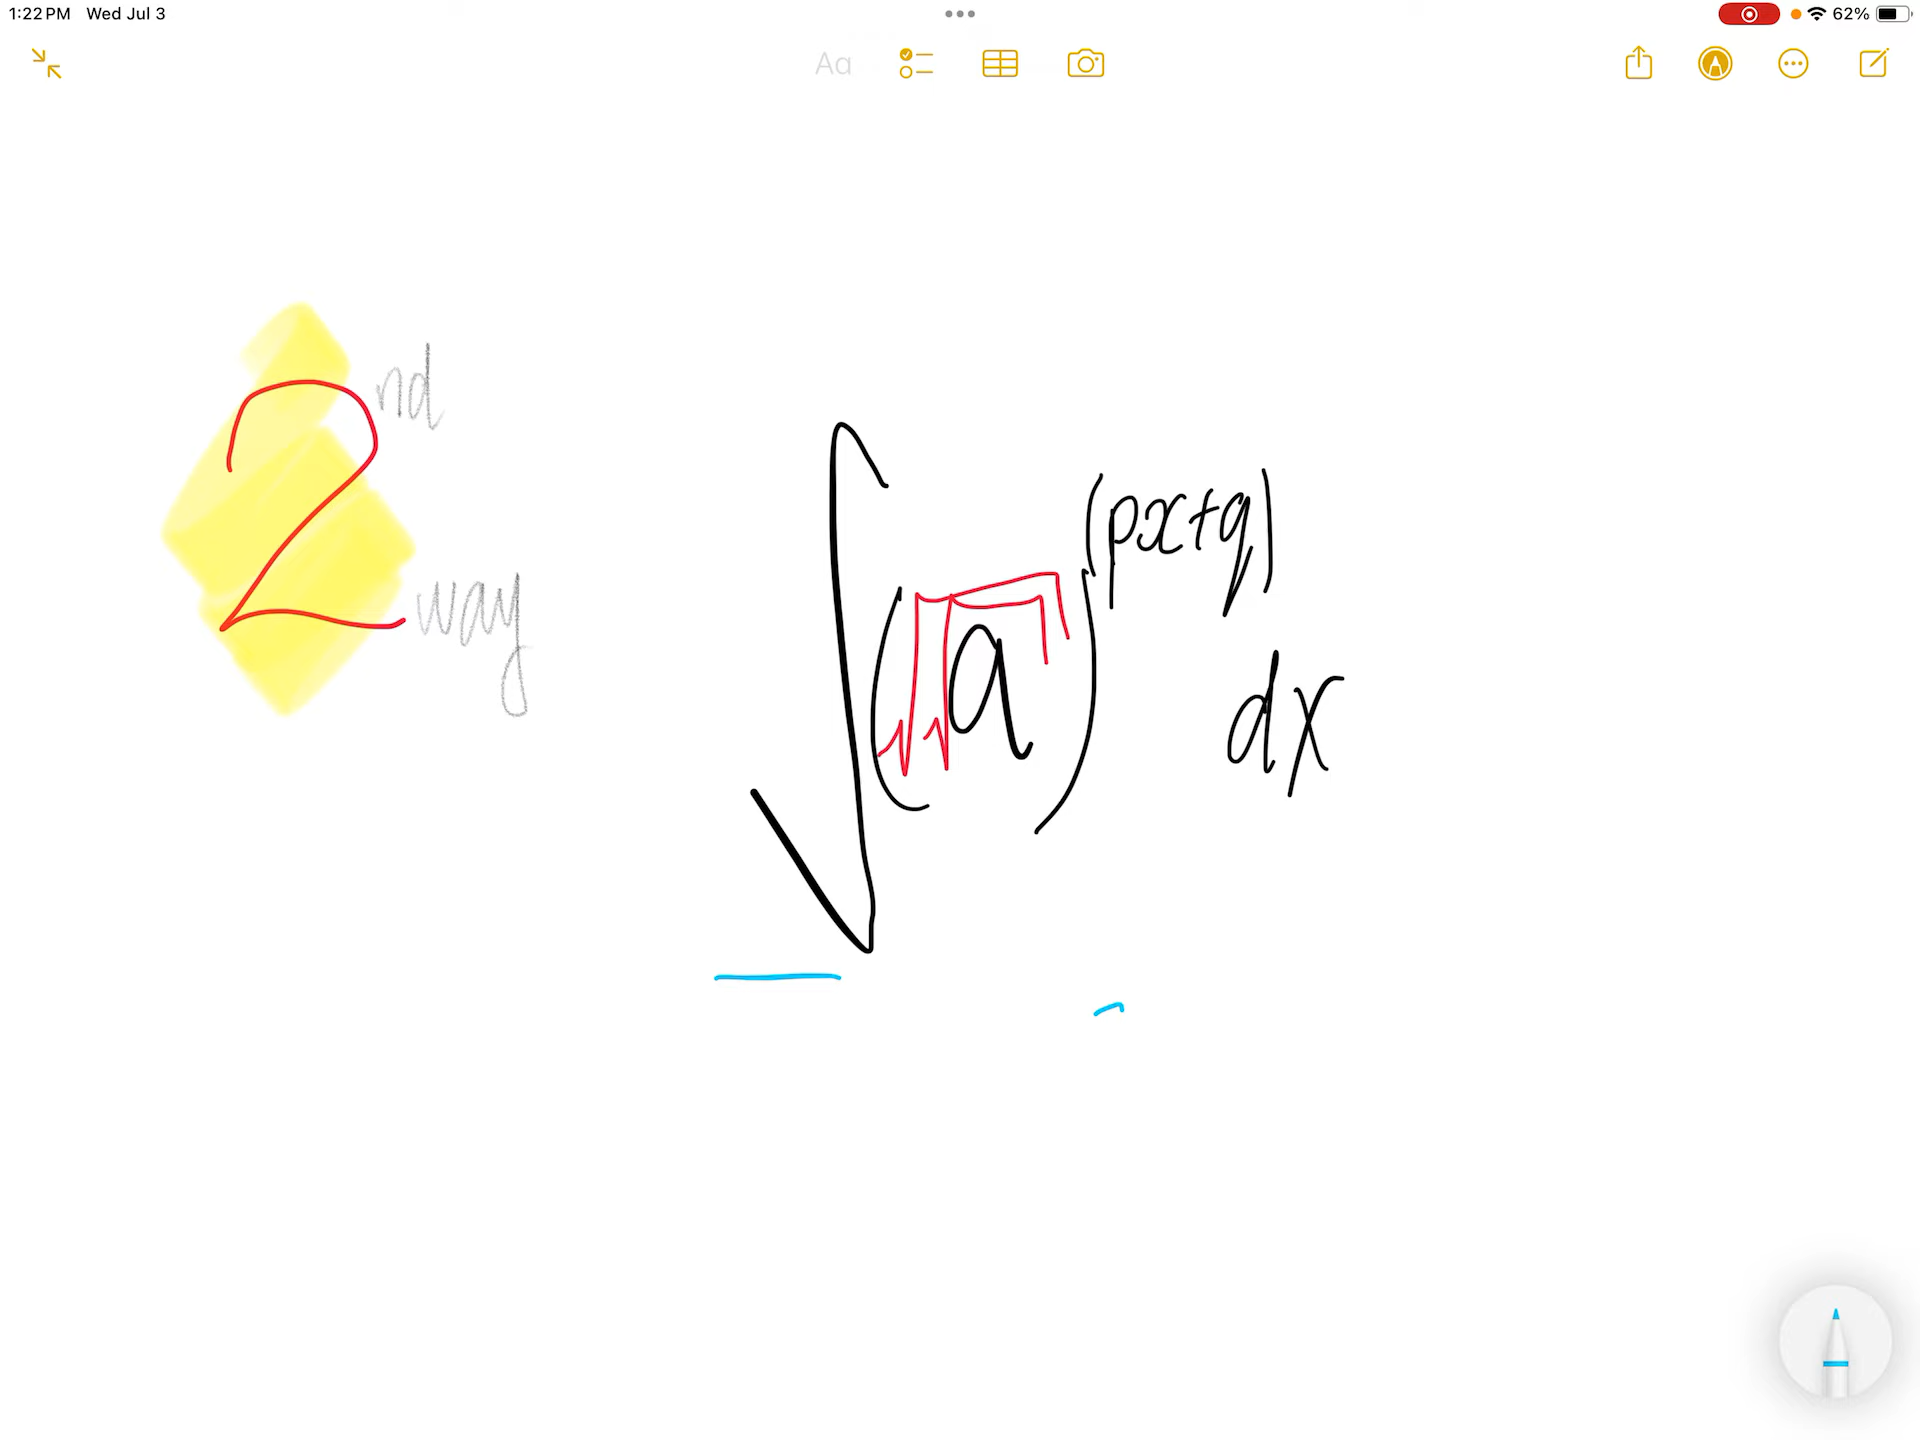 1:22 PM Wed Jul 3 62%
Aa
2nd
way
∫(√√a)^(px+q) dx